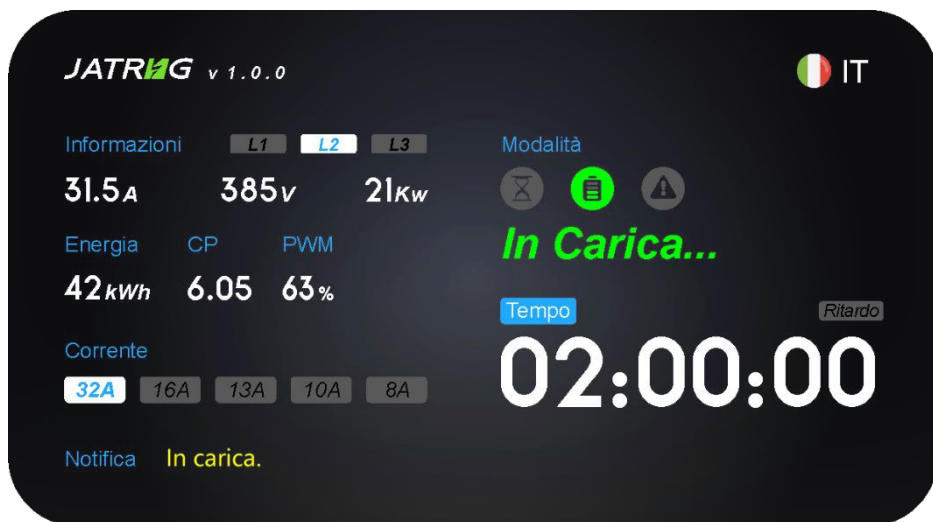 JATRNG v 1.0.0
IT
Informazioni L1 L2 L3
31.5A 385V 21Kw
Energia CP PWM
42kWh 6.05 63%
Corrente
32A 16A 13A 10A 8A
Notifica In carica.
Modalità
In Carica...
Tempo Ritardo
02:00:00